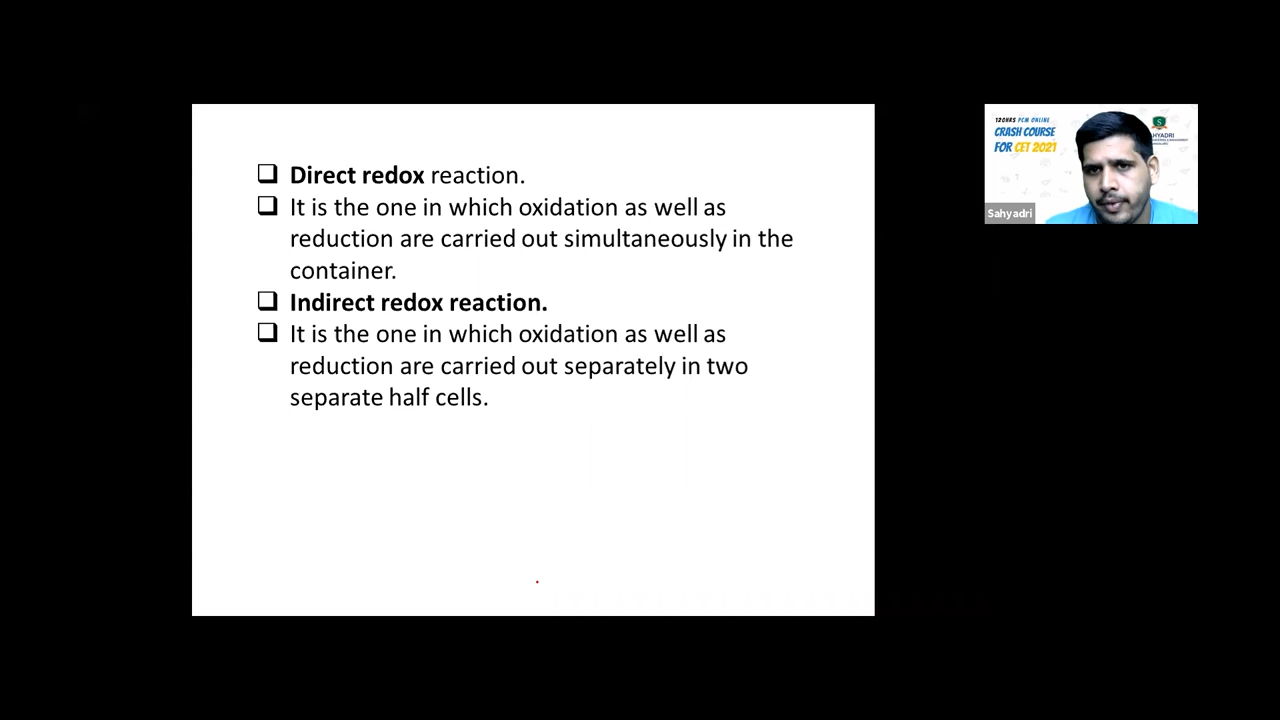 Direct redox reaction.
It is the one in which oxidation as well as
reduction are carried out simultaneously in the
container.
Indirect redox reaction.
It is the one in which oxidation as well as
reduction are carried out separately in two
separate half cells.
120HRS PCM ONLINE
CRASH COURSE
FOR CET 2021
HYADRI
Sahyadri